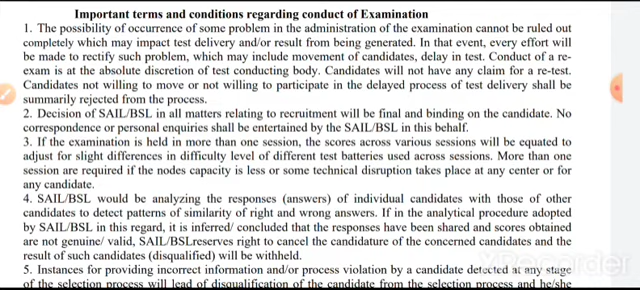 Important terms and conditions regarding conduct of Examination
1. The possibility of occurrence of some problem in the administration of the examination cannot be ruled out
completely which may impact test delivery and/or result from being generated. In that event, every effort will
be made to rectify such problem, which may include movement of candidates, delay in test. Conduct of a re-
exam is at the absolute discretion of test conducting body. Candidates will not have any claim for a re-test.
Candidates not willing to move or not willing to participate in the delayed process of test delivery shall be
summarily rejected from the process.
2. Decision of SAIL/BSL in all matters relating to recruitment will be final and binding on the candidate. No
correspondence or personal enquiries shall be entertained by the SAIL/BSL in this behalf.
3. If the examination is held in more than one session, the scores across various sessions will be equated to
adjust for slight differences in difficulty level of different test batteries used across sessions. More than one
session are required if the nodes capacity is less or some technical disruption takes place at any center or for
any candidate.
4. SAIL/BSL would be analyzing the responses (answers) of individual candidates with those of other
candidates to detect patterns of similarity of right and wrong answers. If in the analytical procedure adopted
by SAIL/BSL in this regard, it is inferred/ concluded that the responses have been shared and scores obtained
are not genuine/ valid, SAIL/BSLreserves right to cancel the candidature of the concerned candidates and the
result of such candidates (disqualified) will be withheld.
5. Instances for providing incorrect information and/or process violation by a candidate detected at any stage
of the selection process will lead of disqualification of the candidate from the selection process and he/she
XRecorder